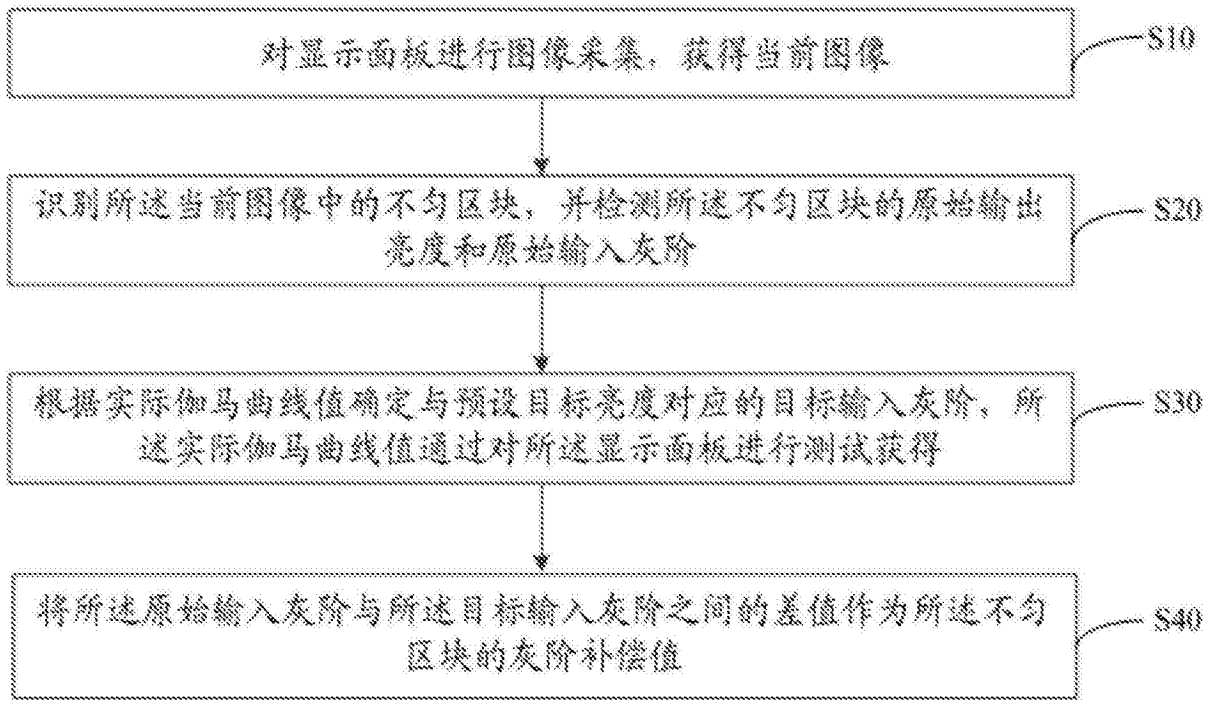 对显示面板进行图像采集，获得当前图像
S10
识别所述当前图像中的不匀区块，并检测所述不匀区块的原始输出
亮度和原始输入灰阶
S20
根据实际伽马曲线值确定与预设目标亮度对应的目标输入灰阶，所
述实际伽马曲线值通过对所述显示面板进行测试获得
S30
将所述原始输入灰阶与所述目标输入灰阶之间的差值作为所述不匀
区块的灰阶补偿值
S40